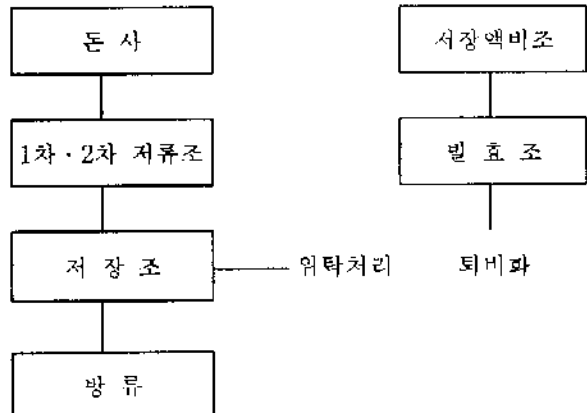 돈 사
1차 · 2차 저류조
저 장 조
위탁처리
방 류
저장액비조
발 효 조
퇴비화